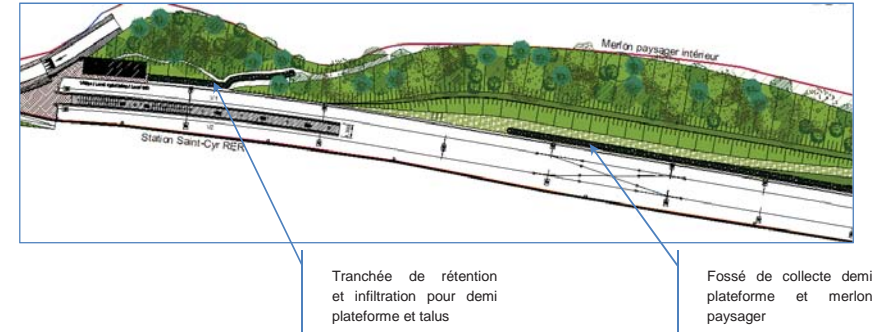 Merlon paysager intérieur
Station Saint-Cyr RER
Tranchée de rétention
et infiltration pour demi
plateforme et talus
Fossé de collecte demi
plateforme et merlon
paysager